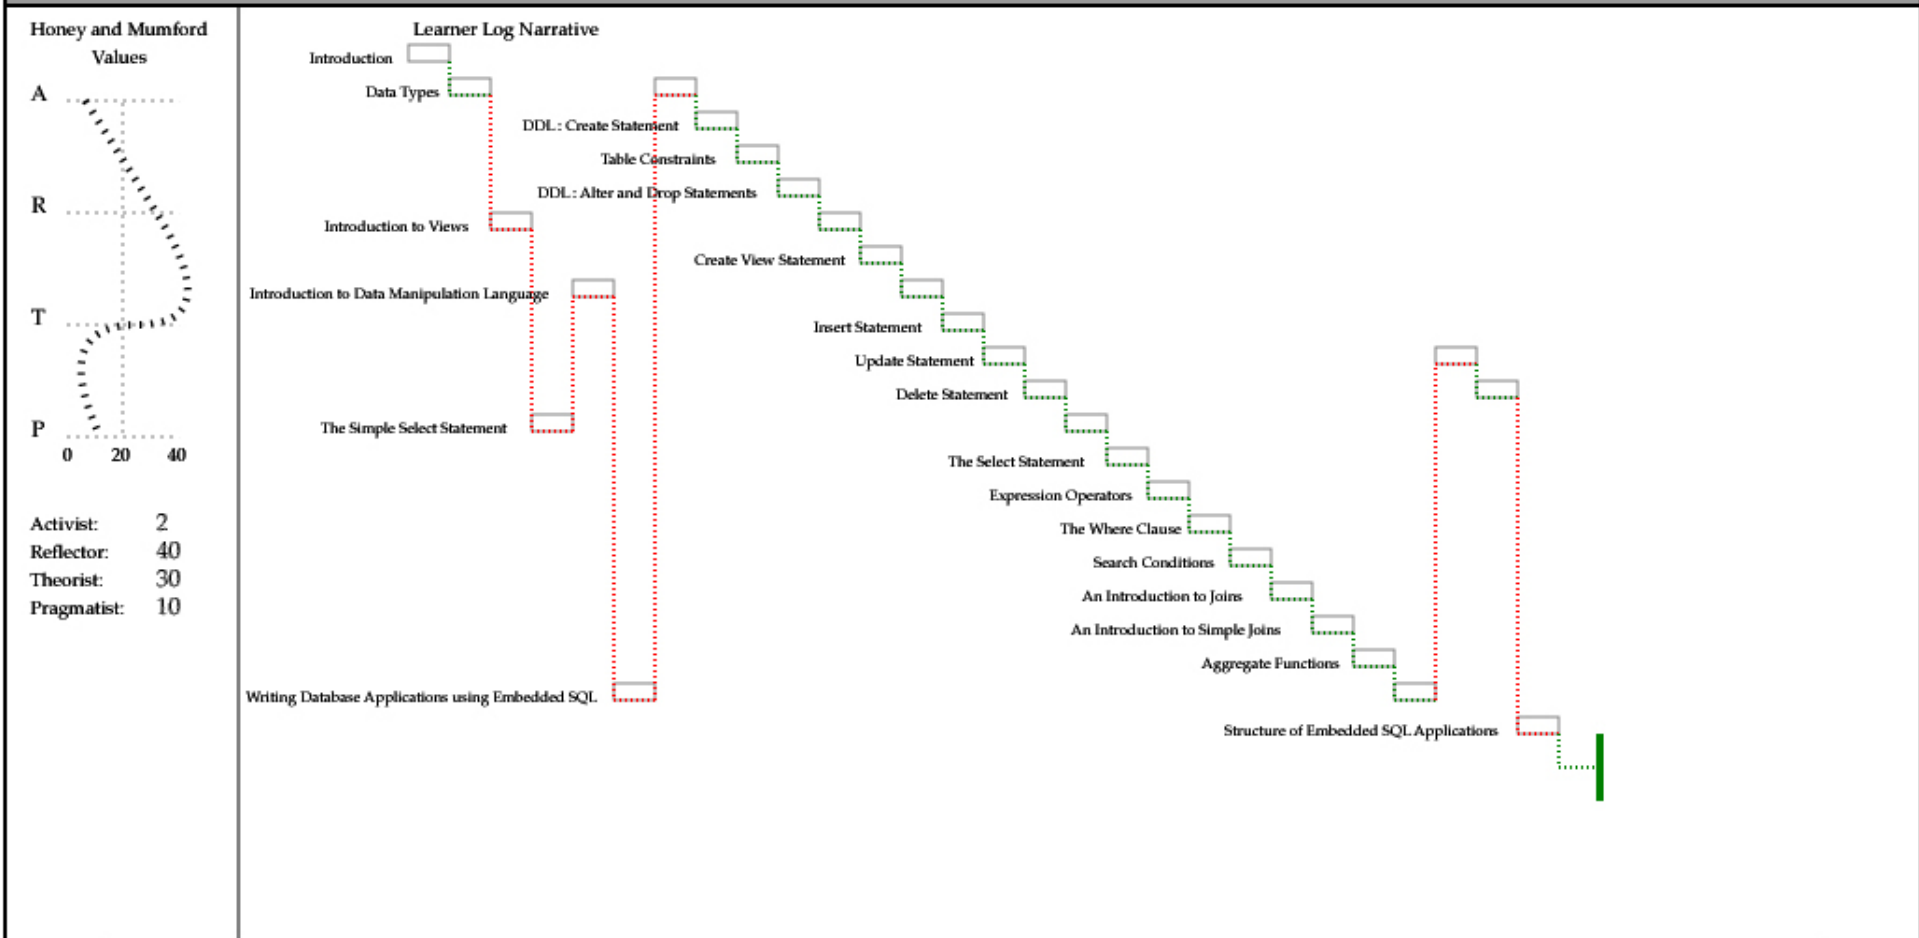 Honey and Mumford
Values
A
R
T
P
0 20 40
Activist: 2
Reflector: 40
Theorist: 30
Pragmatist: 10
Learner Log Narrative
Introduction
Data Types
DDL: Create Statement
Table Constraints
DDL: Alter and Drop Statements
Introduction to Views
Create View Statement
Introduction to Data Manipulation Language
Insert Statement
Update Statement
Delete Statement
The Simple Select Statement
The Select Statement
Expression Operators
The Where Clause
Search Conditions
An Introduction to Joins
An Introduction to Simple Joins
Aggregate Functions
Writing Database Applications using Embedded SQL
Structure of Embedded SQL Applications